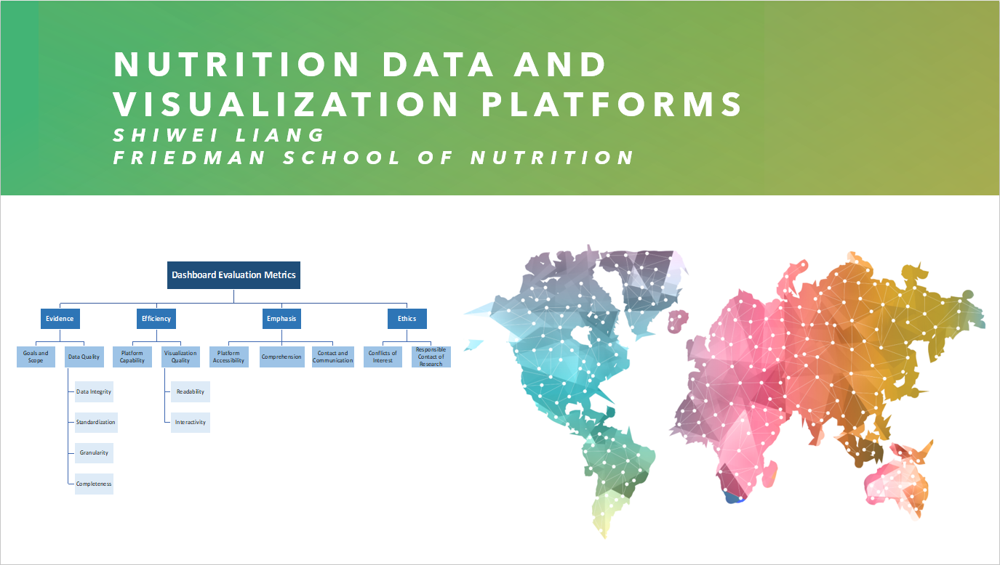 NUTRITION DATA AND
VISUALIZATION PLATFORMS
SHIWEI LIANG
FRIEDMAN SCHOOL OF NUTRITION
Dashboard Evaluation Metrics
Evidence
Efficiency
Emphasis
Ethics
Goals and
Scope
Data Quality
Platform
Capability
Visualization
Quality
Platform
Accessibility
Comprehension
Contact and
Communication
Conflicts of
Interest
Responsible
Contact of
Research
Data Integrity
Standardization
Granularity
Completeness
Readability
Interactivity